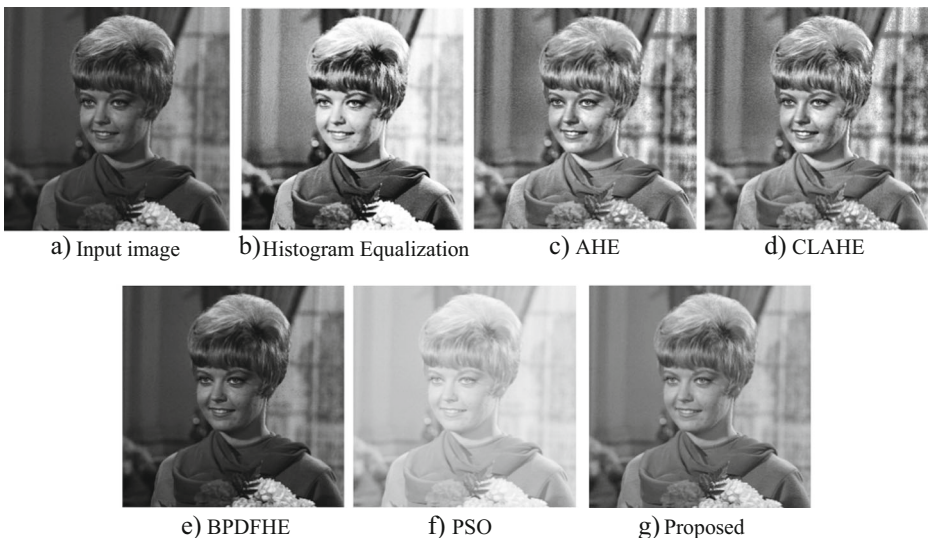 a) Input image
b) Histogram Equalization
c) AHE
d) CLAHE
e) BPDFHE
f) PSO
g) Proposed